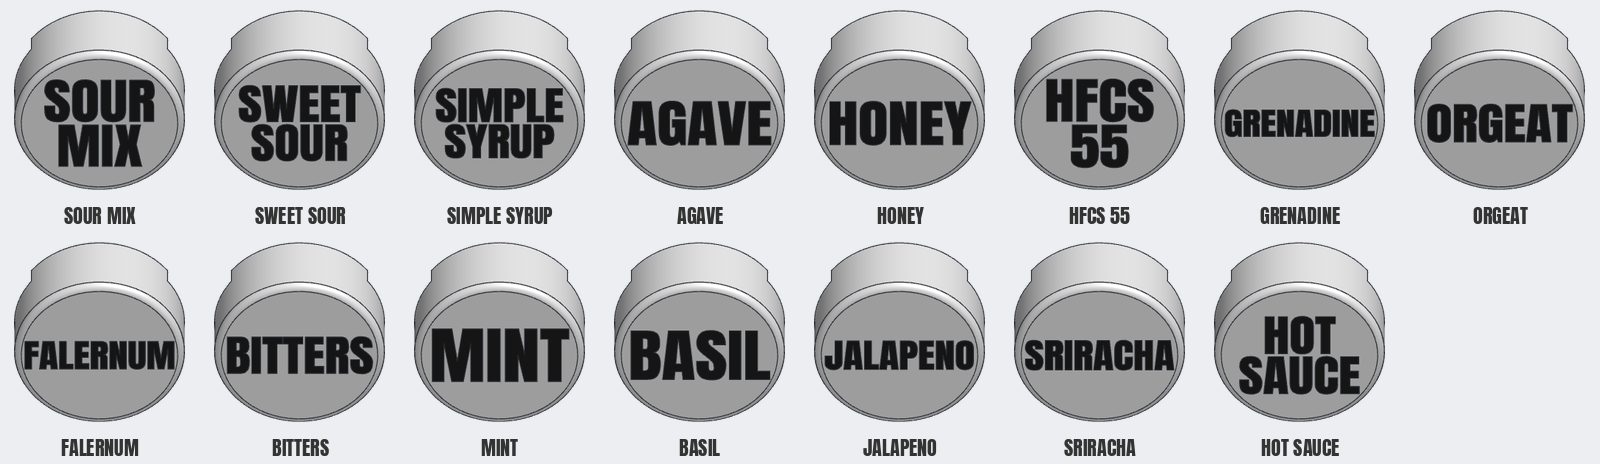 SOUR
MIX
SWEET
SOUR
SIMPLE
SYRUP
AGAVE
HONEY
HFCS
55
GRENADINE
ORGEAT
SOUR MIX
SWEET SOUR
SIMPLE SYRUP
AGAVE
HONEY
HFCS 55
GRENADINE
ORGEAT
FALERNUM
BITTERS
MINT
BASIL
JALAPENO
SRIRACHA
HOT
SAUCE
FALERNUM
BITTERS
MINT
BASIL
JALAPENO
SRIRACHA
HOT SAUCE